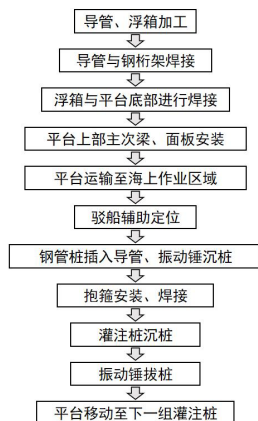 导管、浮箱加工
导管与钢桁架焊接
浮箱与平台底部进行焊接
平台上部主次梁、面板安装
平台运输至海上作业区域
驳船辅助定位
钢管桩插入导管、振动锤沉桩
抱箍安装、焊接
灌注桩沉桩
振动锤拔桩
平台移动至下一组灌注桩